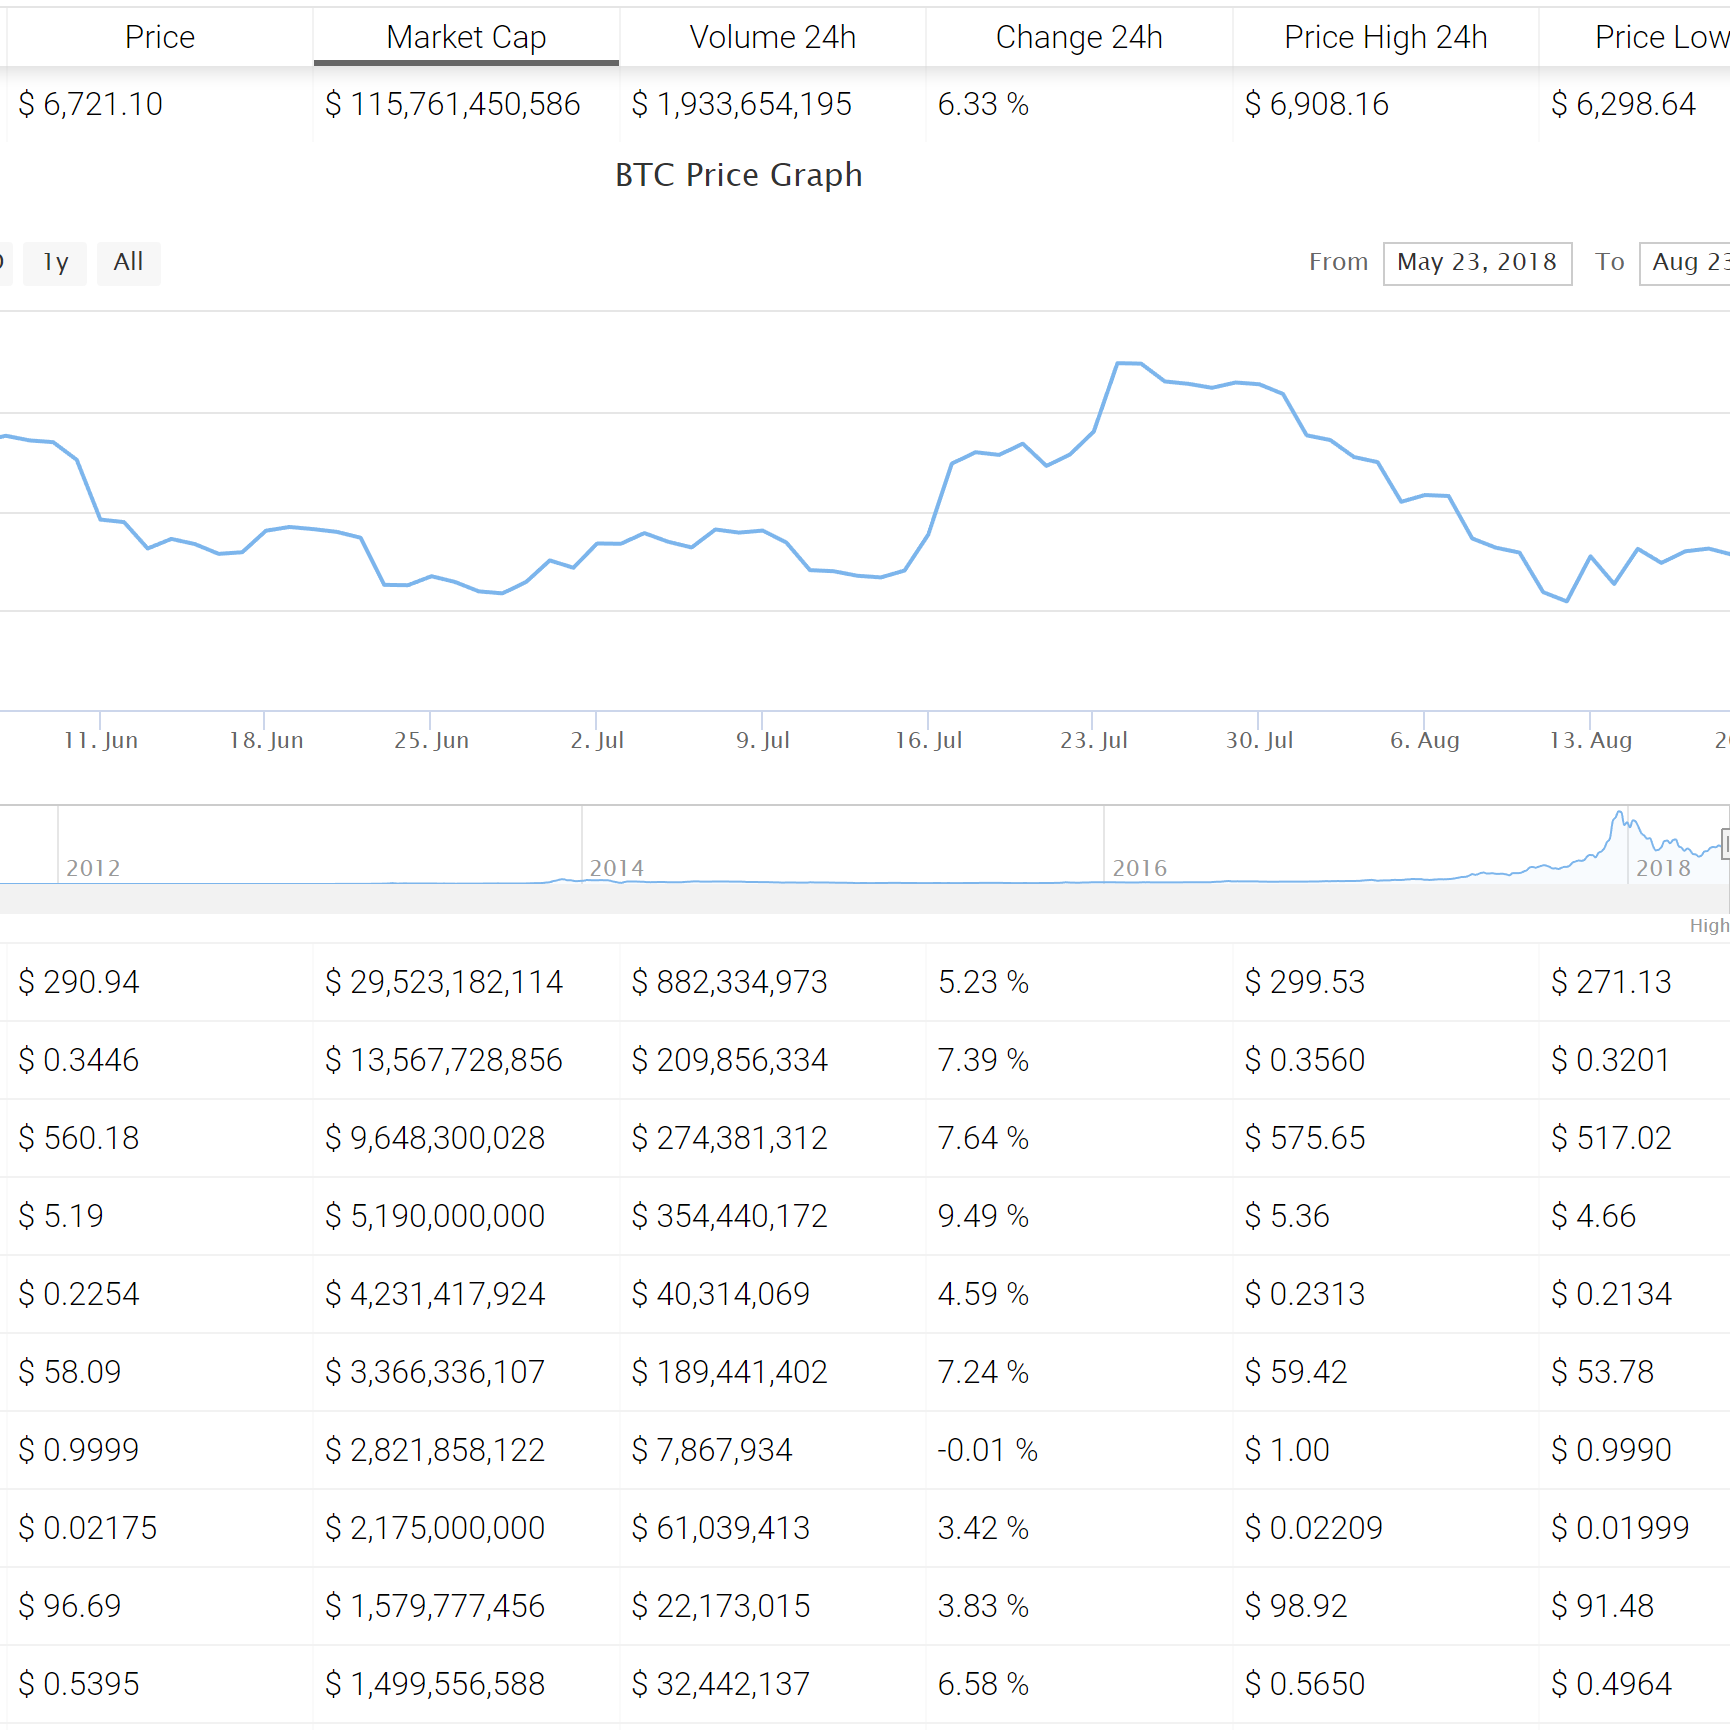 Price Market Cap Volume 24h Change 24h Price High 24h Price Low
$ 6,721.10 $ 115,761,450,586 $ 1,933,654,195 6.33 % $ 6,908.16 $ 6,298.64
BTC Price Graph
1y All From May 23, 2018 To Aug 23
11. Jun 18. Jun 25. Jun 2. Jul 9. Jul 16. Jul 23. Jul 30. Jul 6. Aug 13. Aug
2012 2014 2016 2018
High
$ 290.94 $ 29,523,182,114 $ 882,334,973 5.23 % $ 299.53 $ 271.13
$ 0.3446 $ 13,567,728,856 $ 209,856,334 7.39 % $ 0.3560 $ 0.3201
$ 560.18 $ 9,648,300,028 $ 274,381,312 7.64 % $ 575.65 $ 517.02
$ 5.19 $ 5,190,000,000 $ 354,440,172 9.49 % $ 5.36 $ 4.66
$ 0.2254 $ 4,231,417,924 $ 40,314,069 4.59 % $ 0.2313 $ 0.2134
$ 58.09 $ 3,366,336,107 $ 189,441,402 7.24 % $ 59.42 $ 53.78
$ 0.9999 $ 2,821,858,122 $ 7,867,934 -0.01 % $ 1.00 $ 0.9990
$ 0.02175 $ 2,175,000,000 $ 61,039,413 3.42 % $ 0.02209 $ 0.01999
$ 96.69 $ 1,579,777,456 $ 22,173,015 3.83 % $ 98.92 $ 91.48
$ 0.5395 $ 1,499,556,588 $ 32,442,137 6.58 % $ 0.5650 $ 0.4964